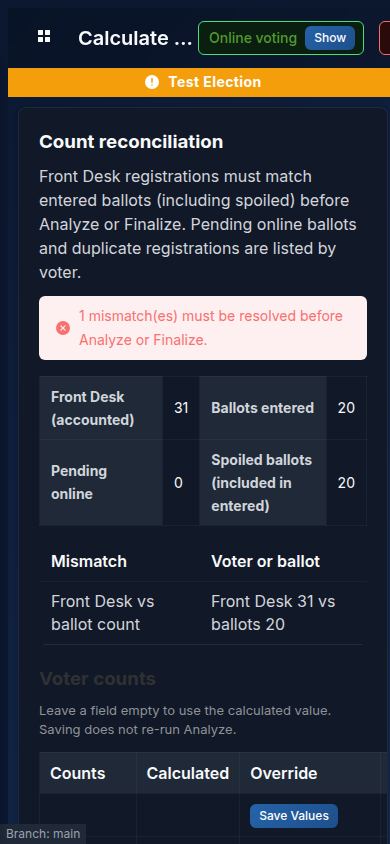 Calculate ...
Online voting
Show
Test Election
Count reconciliation
Front Desk registrations must match
entered ballots (including spoiled) before
Analyze or Finalize. Pending online ballots
and duplicate registrations are listed by
voter.
1 mismatch(es) must be resolved before
Analyze or Finalize.
Front Desk
(accounted)
31
Ballots entered
20
Pending
online
0
Spoiled ballots
(included in
entered)
20
Mismatch
Voter or ballot
Front Desk vs
ballot count
Front Desk 31 vs
ballots 20
Voter counts
Leave a field empty to use the calculated value.
Saving does not re-run Analyze.
Counts
Calculated
Override
Save Values
Branch: main